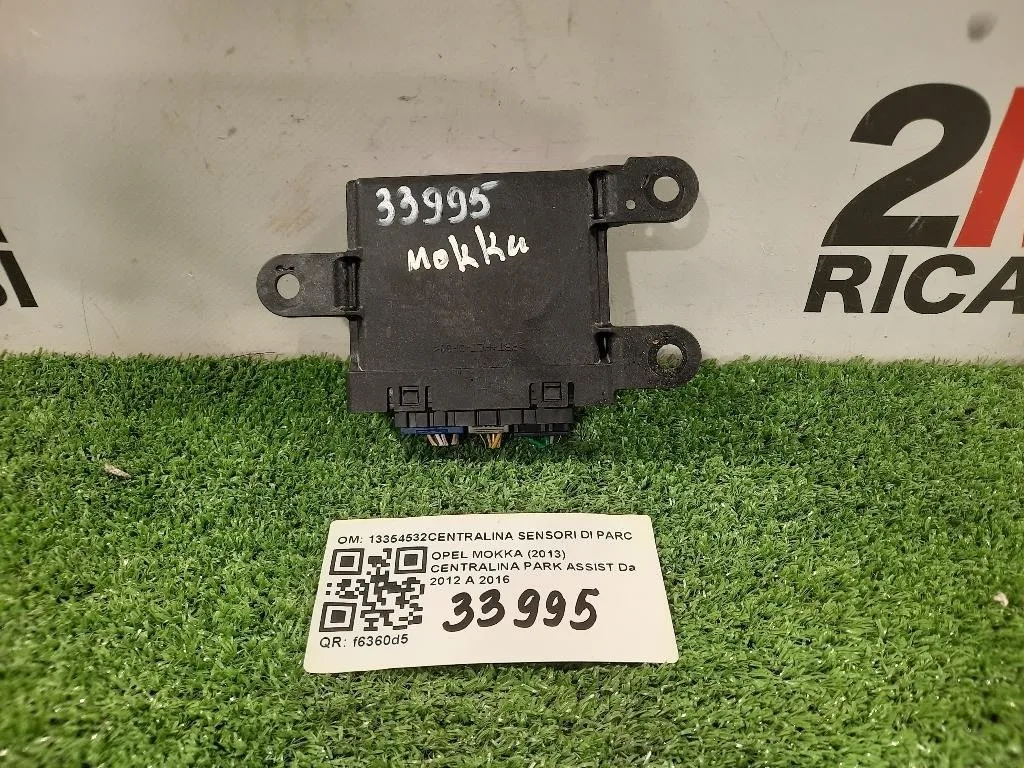 33995
Mokka
2
RICA
OM: 13354532CENTRALINA SENSORI DI PARC
OPEL MOKKA (2013)
CENTRALINA PARK ASSIST Da
2012 A 2016
33995
QR: f6360d5